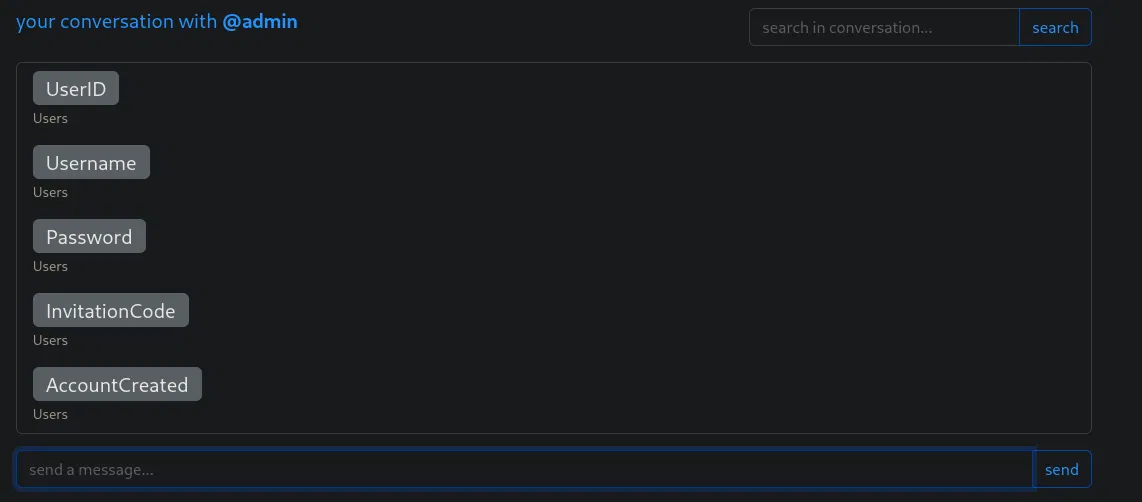 your conversation with @admin
search in conversation...
search
UserID
Users
Username
Users
Password
Users
InvitationCode
Users
AccountCreated
Users
send a message...
send